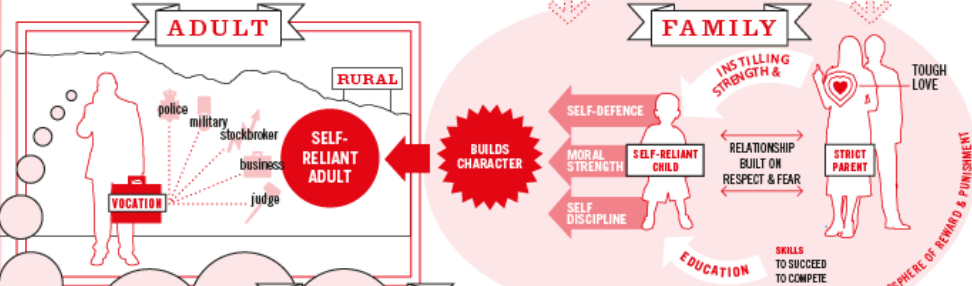 ADULT
FAMILY
RURAL
police
military
stockbroker
business
judge
VOCATION
SELF-
RELIANT
ADULT
BUILDS
CHARACTER
SELF-DEFENCE
MORAL
STRENGTH
SELF
DISCIPLINE
SELF-RELIANT
CHILD
INSTILLING
STRENGTH &
RELATIONSHIP
BUILT ON
RESPECT & FEAR
STRICT
PARENT
TOUGH
LOVE
EDUCATION
SKILLS
TO SUCCEED
TO COMPETE
OF REWARD & PUNISHMENT